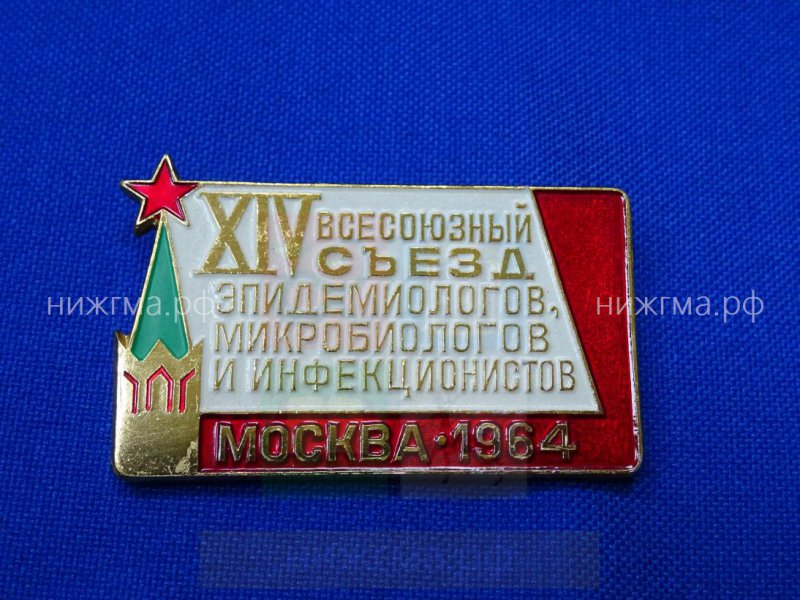 XIV ВСЕСОЮЗНЫЙ
СЪЕЗД
ЭПИДЕМИОЛОГОВ,
МИКРОБИОЛОГОВ
И ИНФЕКЦИОНИСТОВ
МОСКВА·1964
нижгма.рф
нижгма.рф